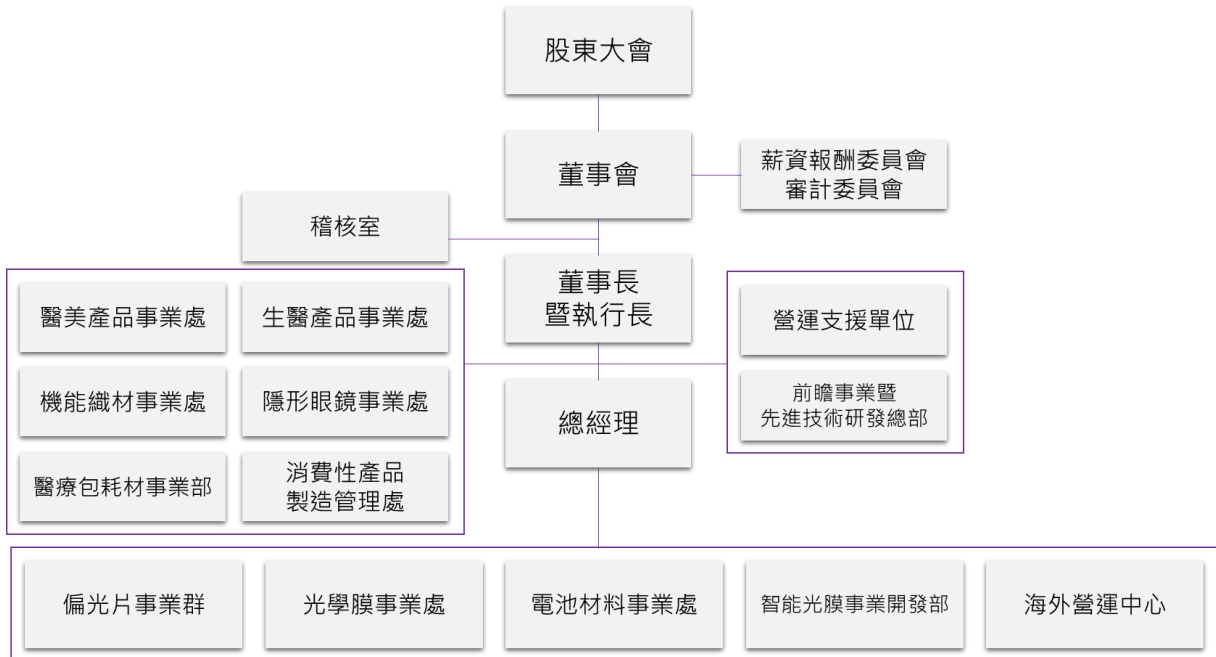 股東大會
董事會
薪資報酬委員會
審計委員會
稽核室
董事長
暨執行長
醫美產品事業處
生醫產品事業處
機能織材事業處
隱形眼鏡事業處
醫療包耗材事業部
消費性產品
製造管理處
營運支援單位
前瞻事業暨
先進技術研發總部
總經理
偏光片事業群
光學膜事業處
電池材料事業處
智能光膜事業開發部
海外營運中心